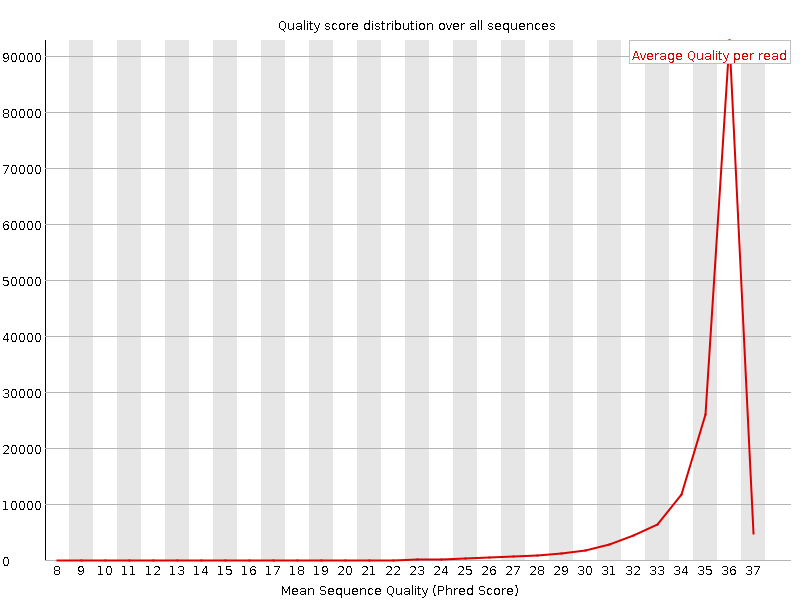 Quality score distribution over all sequences
Average Quality per read
90000
80000
70000
60000
50000
40000
30000
20000
10000
0
8 9 10 11 12 13 14 15 16 17 18 19 20 21 22 23 24 25 26 27 28 29 30 31 32 33 34 35 36 37
Mean Sequence Quality (Phred Score)